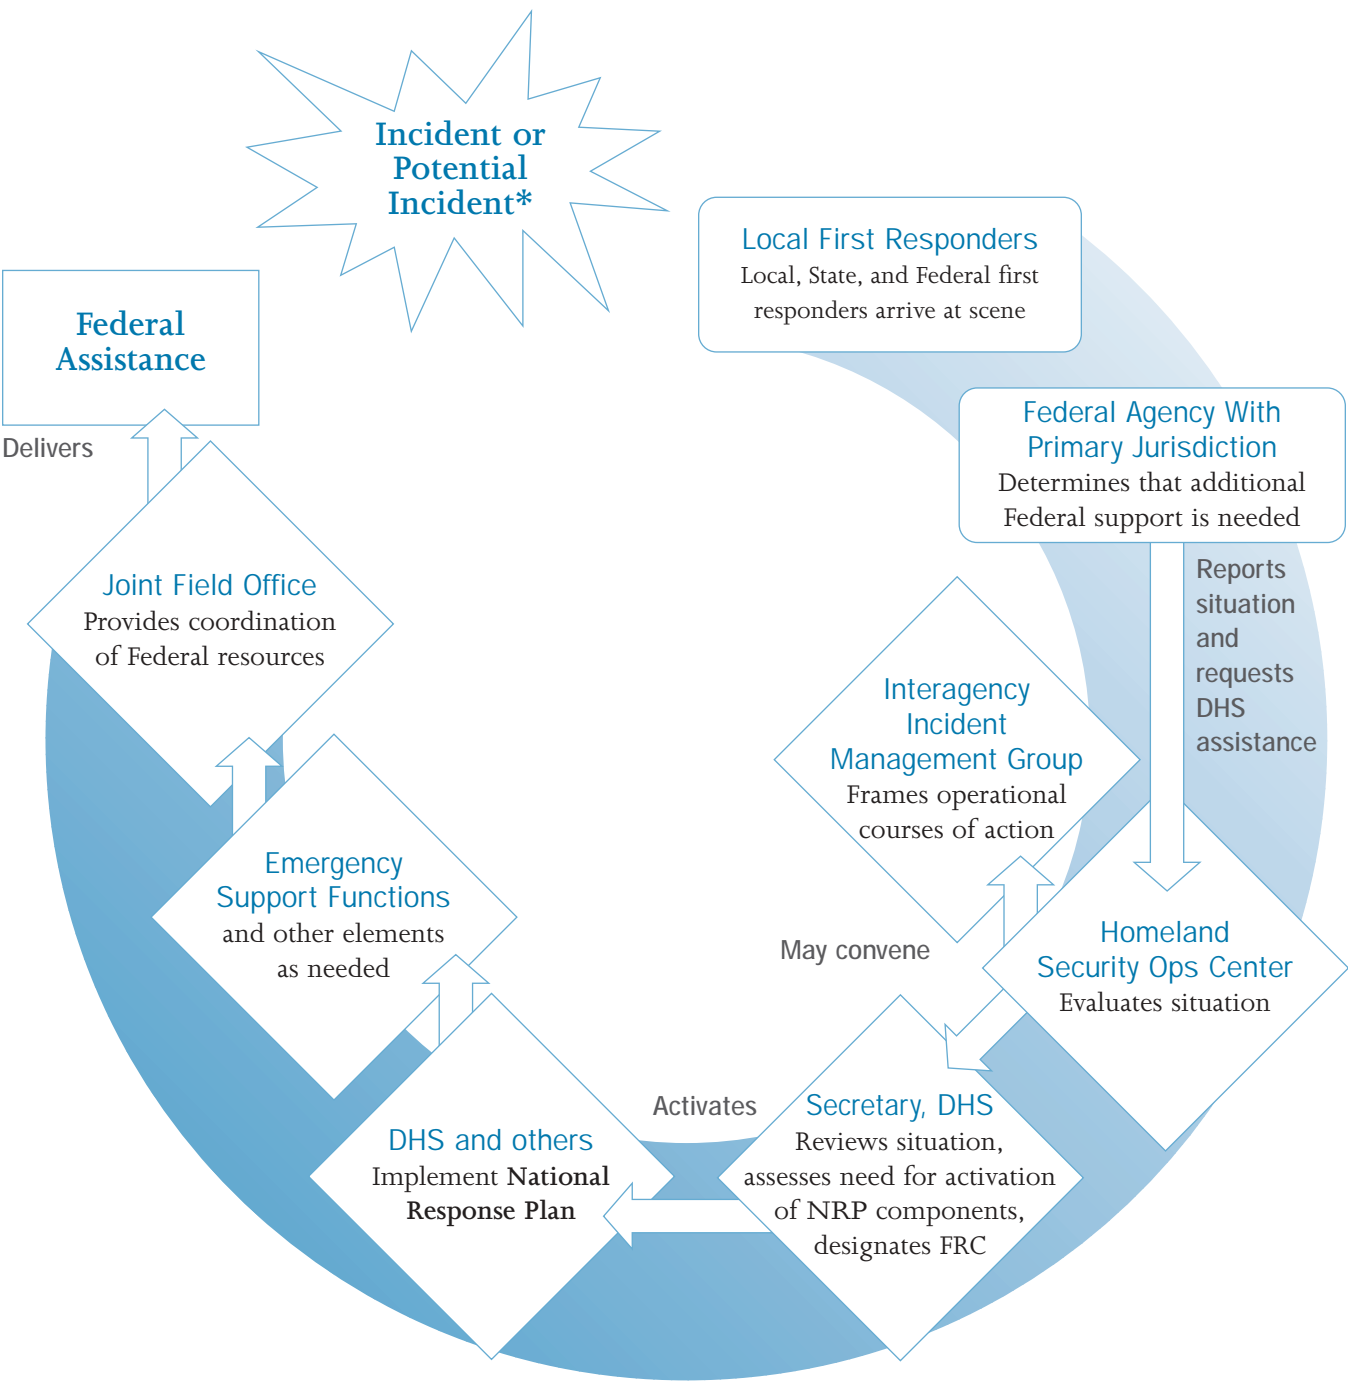 Incident or
Potential
Incident*
Local First Responders
Local, State, and Federal first
responders arrive at scene
Federal Agency With
Primary Jurisdiction
Determines that additional
Federal support is needed
Reports
situation
and
requests
DHS
assistance
Homeland
Security Ops Center
Evaluates situation
Interagency
Incident
Management Group
Frames operational
courses of action
May convene
Secretary, DHS
Reviews situation,
assesses need for activation
of NRP components,
designates FRC
Activates
DHS and others
Implement National
Response Plan
Emergency
Support Functions
and other elements
as needed
Joint Field Office
Provides coordination
of Federal resources
Delivers
Federal
Assistance